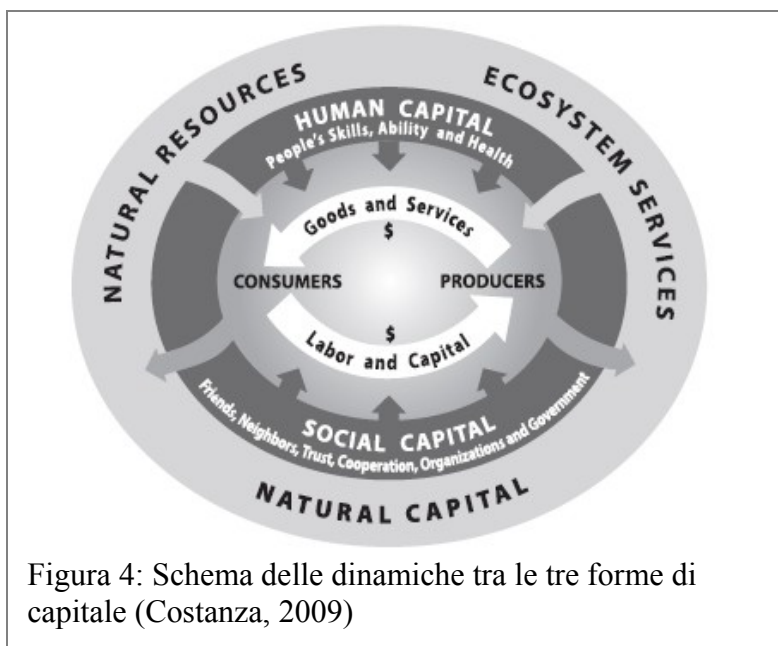 NATURAL RESOURCES
ECOSYSTEM SERVICES
HUMAN CAPITAL
People's Skills, Ability and Health
Goods and Services
$
CONSUMERS
PRODUCERS
$
Labor and Capital
SOCIAL CAPITAL
Friends, Neighbors, Trust, Cooperation, Organizations and Government
NATURAL CAPITAL
Figura 4: Schema delle dinamiche tra le tre forme di
capitale (Costanza, 2009)